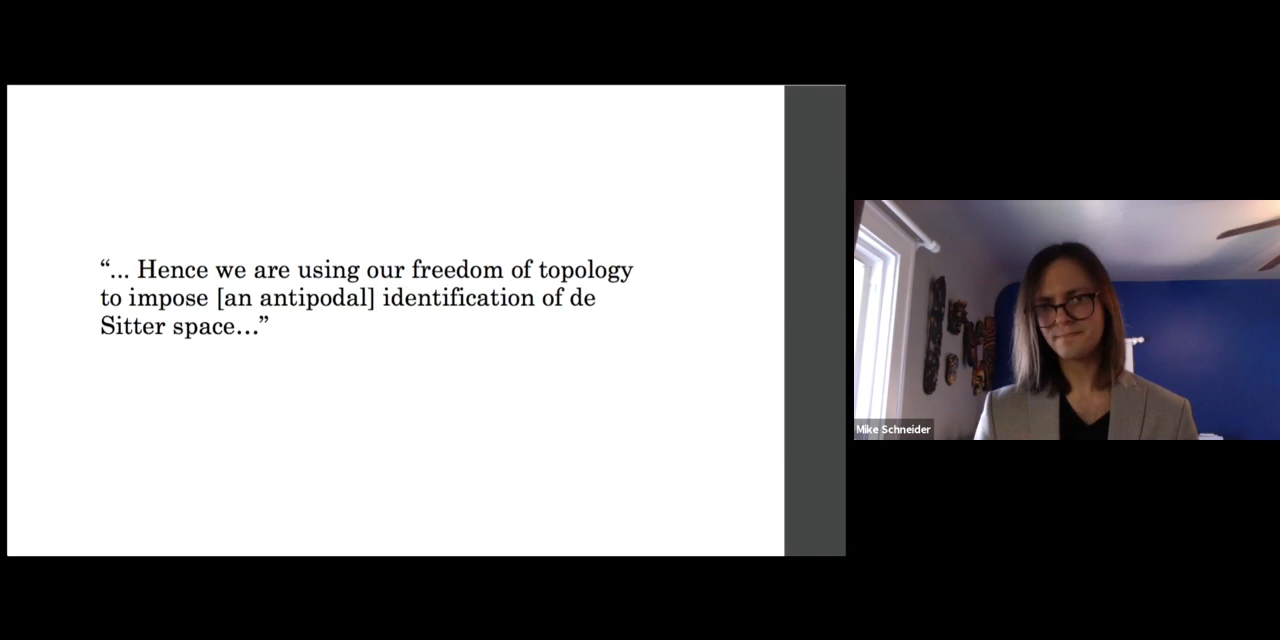 “... Hence we are using our freedom of topology
to impose [an antipodal] identification of de
Sitter space…”
Mike Schneider